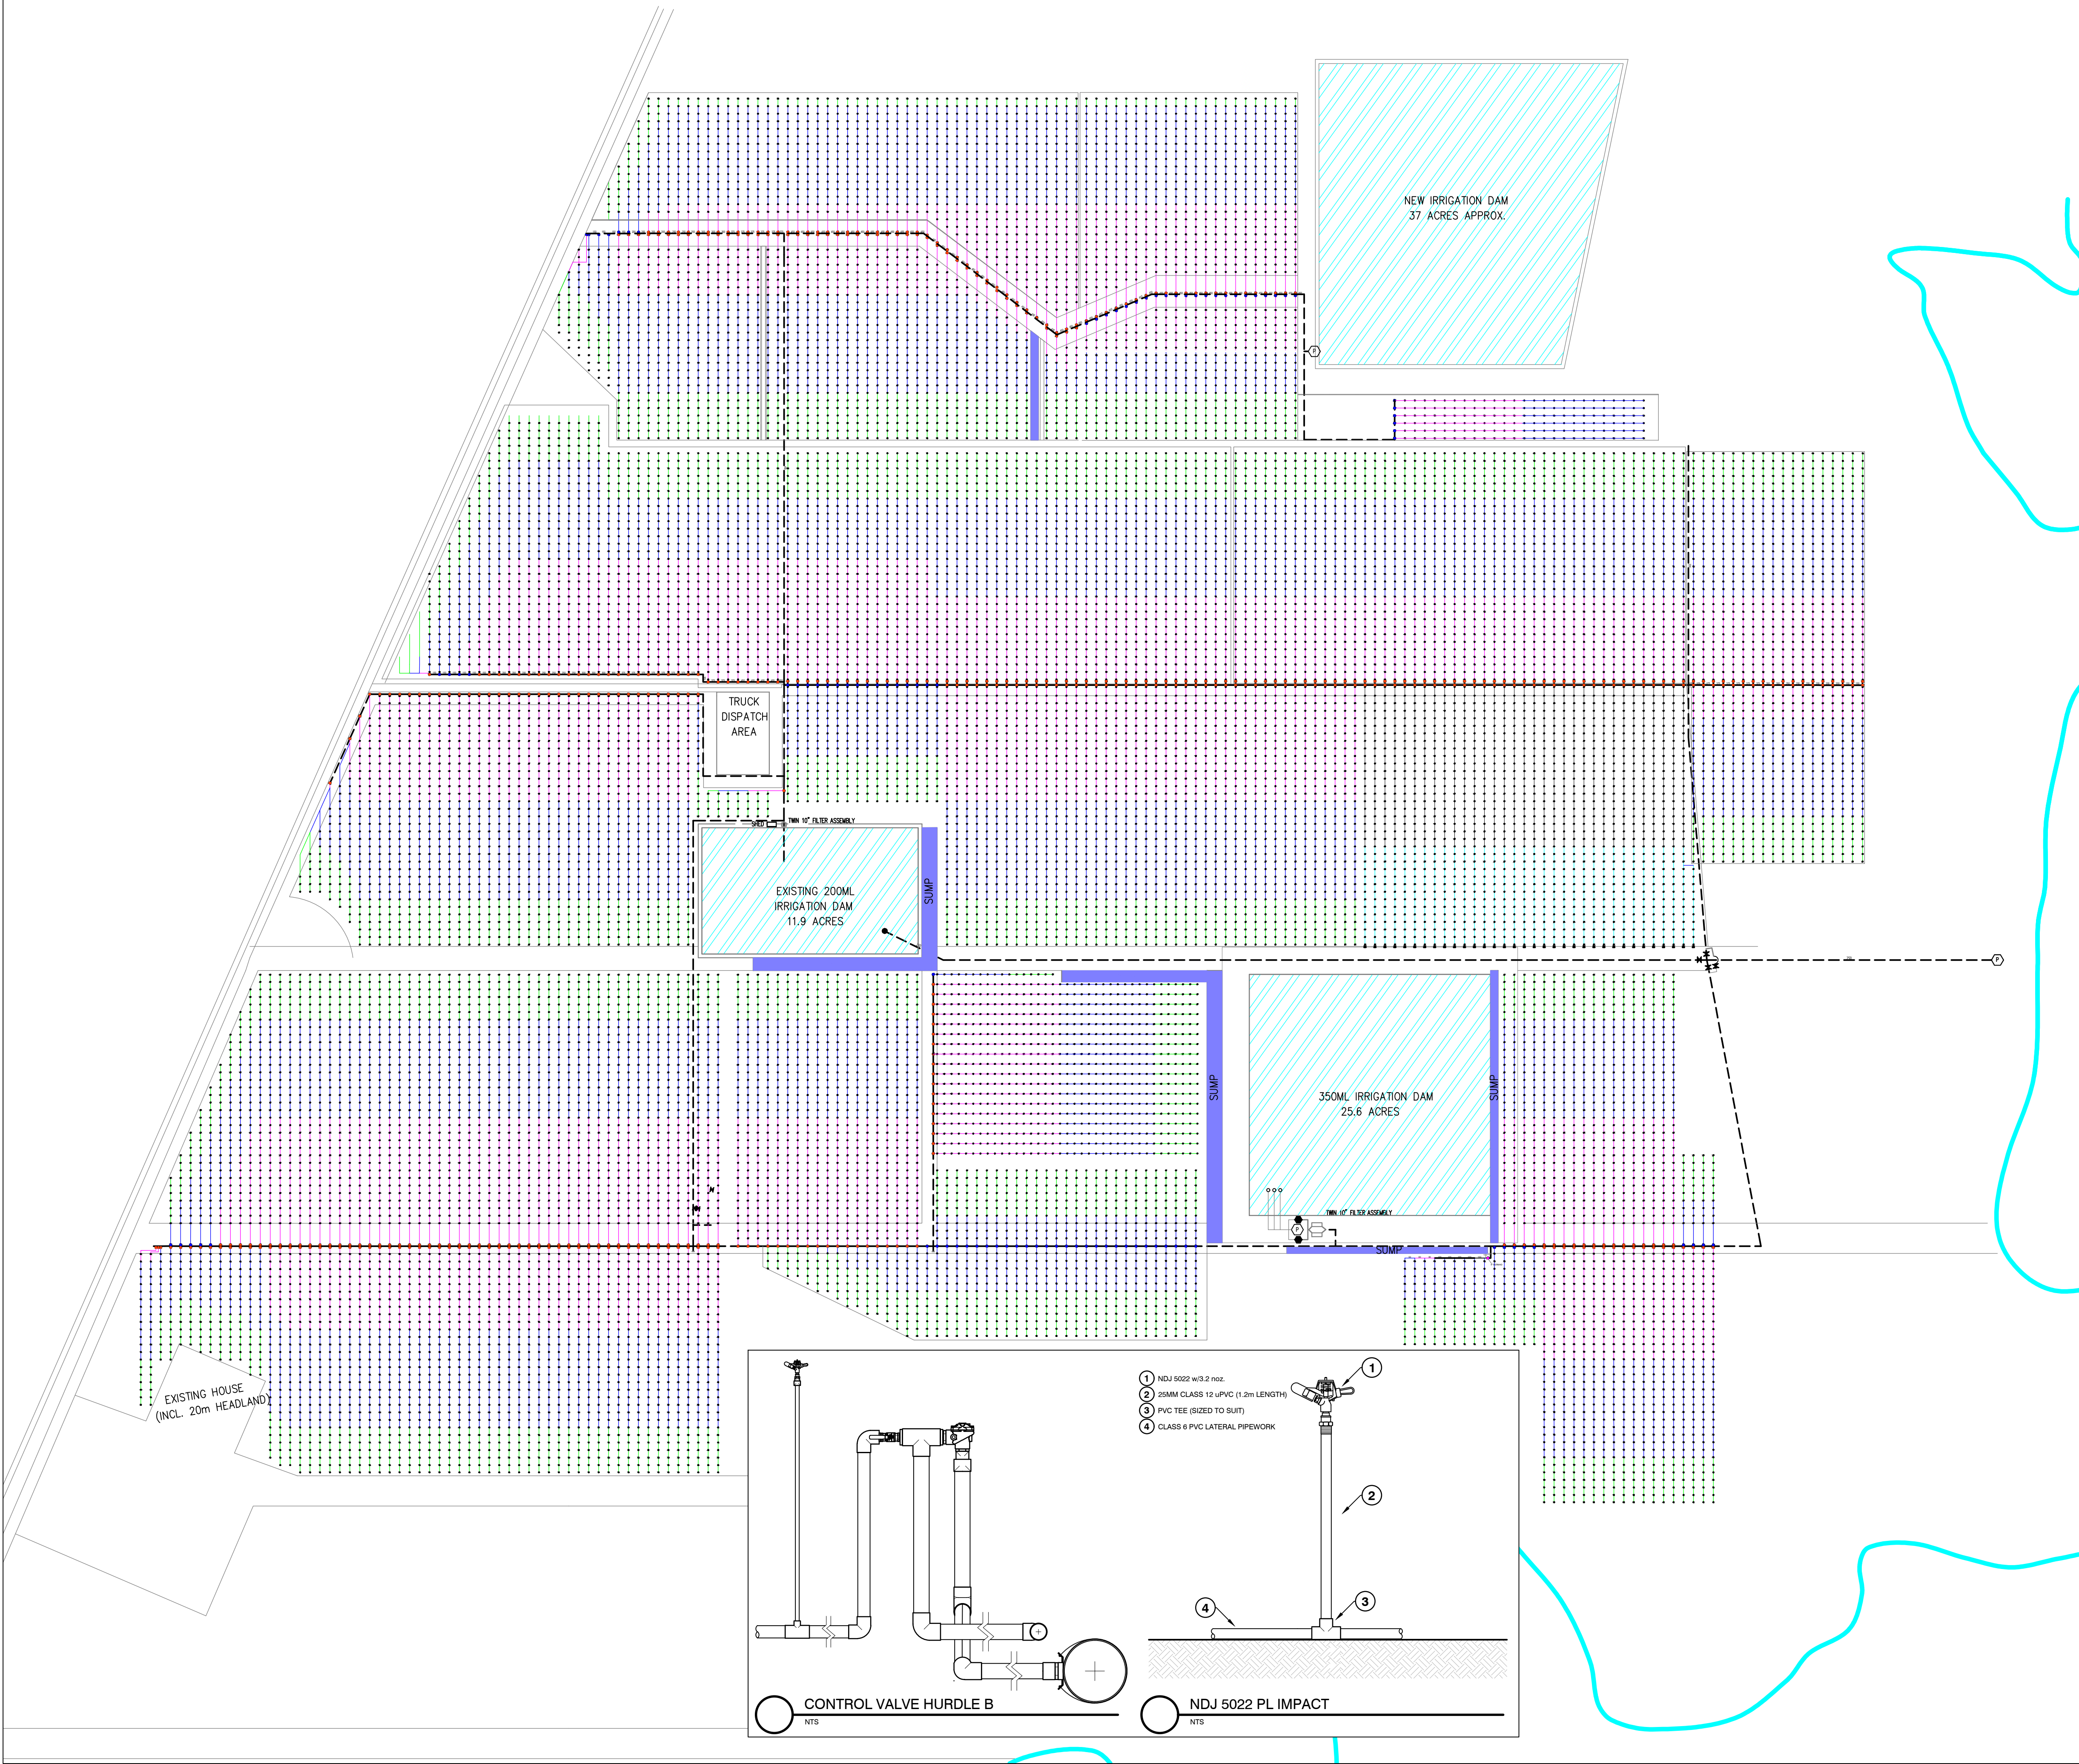 NEW IRRIGATION DAM
37 ACRES APPROX.
P
TRUCK
DISPATCH
AREA
SHED
TWIN 10" FILTER ASSEMBLY
EXISTING 200ML
IRRIGATION DAM
11.9 ACRES
SUMP
P
SUMP
350ML IRRIGATION DAM
25.6 ACRES
SUMP
TWIN 10" FILTER ASSEMBLY
P
SUMP
EXISTING HOUSE
(INCL. 20m HEADLAND)
1 NDJ 5022 w/3.2 noz.
2 25MM CLASS 12 uPVC (1.2m LENGTH)
3 PVC TEE (SIZED TO SUIT)
4 CLASS 6 PVC LATERAL PIPEWORK
1
2
3
4
CONTROL VALVE HURDLE B
NTS
NDJ 5022 PL IMPACT
NTS